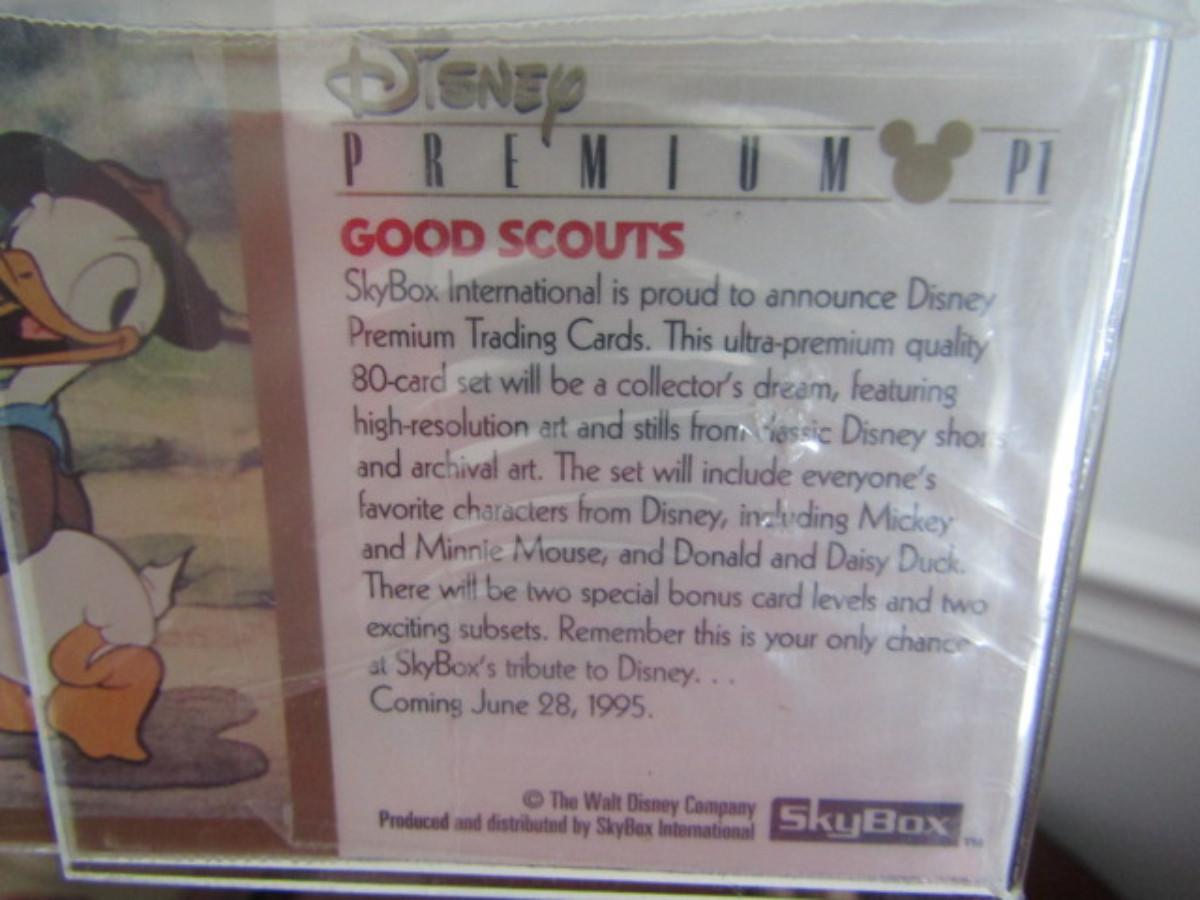 Disney
PREMIUM P1
GOOD SCOUTS
SkyBox International is proud to announce Disney
Premium Trading Cards. This ultra-premium quality
80-card set will be a collector's dream, featuring
high-resolution art and stills from classic Disney shorts
and archival art. The set will include everyone's
favorite characters from Disney, including Mickey
and Minnie Mouse, and Donald and Daisy Duck.
There will be two special bonus card levels and two
exciting subsets. Remember this is your only chance
at SkyBox's tribute to Disney. . .
Coming June 28, 1995.
© The Walt Disney Company
Produced and distributed by SkyBox International
SkyBox™